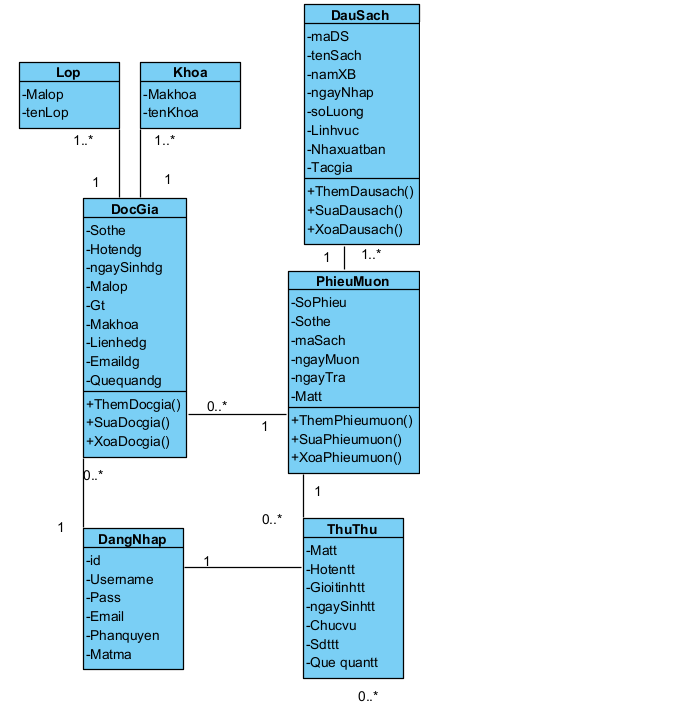 DauSach
-maDS
-tenSach
-namXB
-ngayNhap
-soLuong
-Linhvuc
-Nhaxuatban
-Tacgia
+ThemDausach()
+SuaDausach()
+XoaDausach()
Lop
-Malop
-tenLop
Khoa
-Makhoa
-tenKhoa
1..*
1..*
1
1
DocGia
-Sothe
-Hotendg
-ngaySinhdg
-Malop
-Gt
-Makhoa
-Lienhedg
-Emaildg
-Quequandg
+ThemDocgia()
+SuaDocgia()
+XoaDocgia()
1
1..*
PhieuMuon
-SoPhieu
-Sothe
-maSach
-ngayMuon
-ngayTra
-Matt
+ThemPhieumuon()
+SuaPhieumuon()
+XoaPhieumuon()
0..*
1
0..*
1
1
0..*
DangNhap
-id
-Username
-Pass
-Email
-Phanquyen
-Matma
1
ThuThu
-Matt
-Hotentt
-Gioitinhtt
-ngaySinhtt
-Chucvu
-Sdttt
-Que quantt
0..*